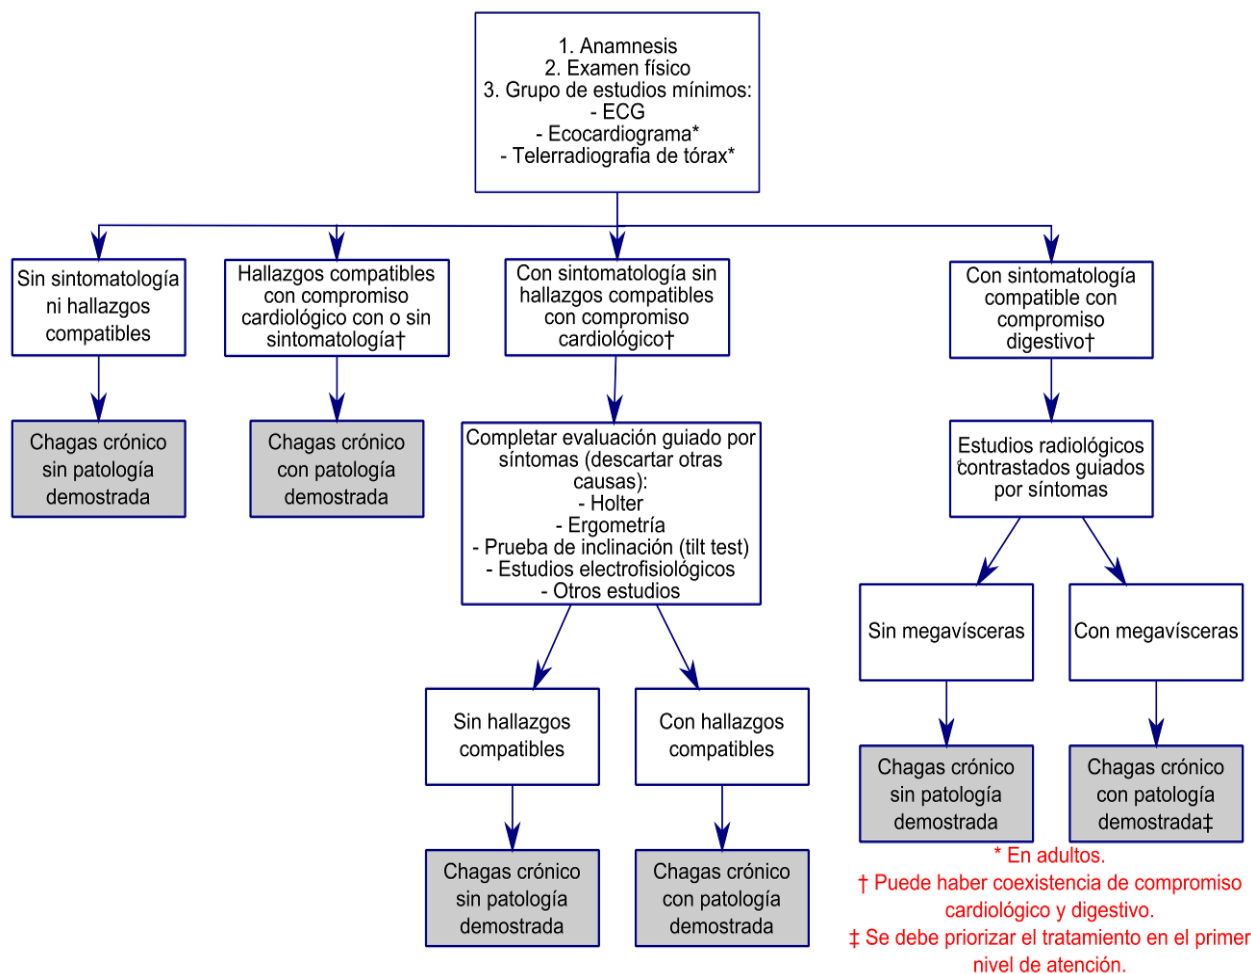 1. Anamnesis
2. Examen físico
3. Grupo de estudios mínimos:
- ECG
- Ecocardiograma*
- Telerradiografia de tórax*
Sin sintomatología
ni hallazgos
compatibles
Hallazgos compatibles
con compromiso
cardiológico con o sin
sintomatología†
Con sintomatología sin
hallazgos compatibles
con compromiso
cardiológico†
Con sintomatología
compatible con
compromiso
digestivo†
Chagas crónico
sin patología
demostrada
Chagas crónico
con patología
demostrada
Completar evaluación guiado por
síntomas (descartar otras
causas):
- Holter
- Ergometría
- Prueba de inclinación (tilt test)
- Estudios electrofisiológicos
- Otros estudios
Estudios radiológicos
contrastados guiados
por síntomas
Sin megavísceras
Con megavísceras
Sin hallazgos
compatibles
Con hallazgos
compatibles
Chagas crónico
sin patología
demostrada
Chagas crónico
con patología
demostrada‡
Chagas crónico
sin patología
demostrada
Chagas crónico
con patología
demostrada
* En adultos.
† Puede haber coexistencia de compromiso
cardiológico y digestivo.
‡ Se debe priorizar el tratamiento en el primer
nivel de atención.